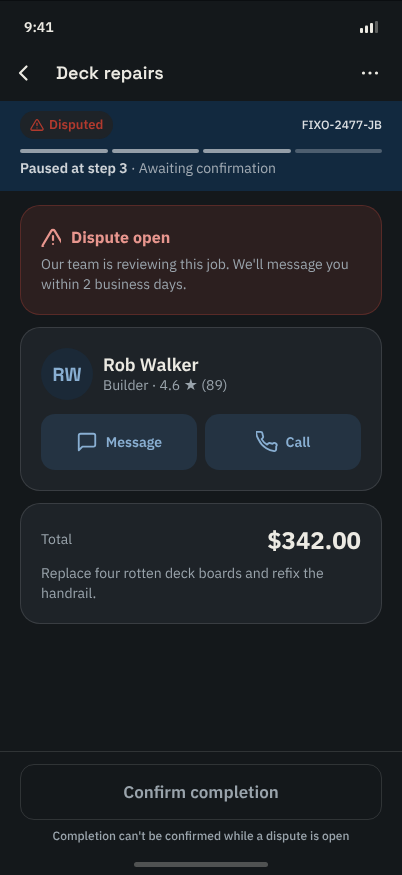 9:41
Deck repairs
Disputed
FIXO-2477-JB
Paused at step 3 · Awaiting confirmation
Dispute open
Our team is reviewing this job. We'll message you
within 2 business days.
RW
Rob Walker
Builder · 4.6 ★ (89)
Message
Call
Total
$342.00
Replace four rotten deck boards and refix the
handrail.
Confirm completion
Completion can't be confirmed while a dispute is open